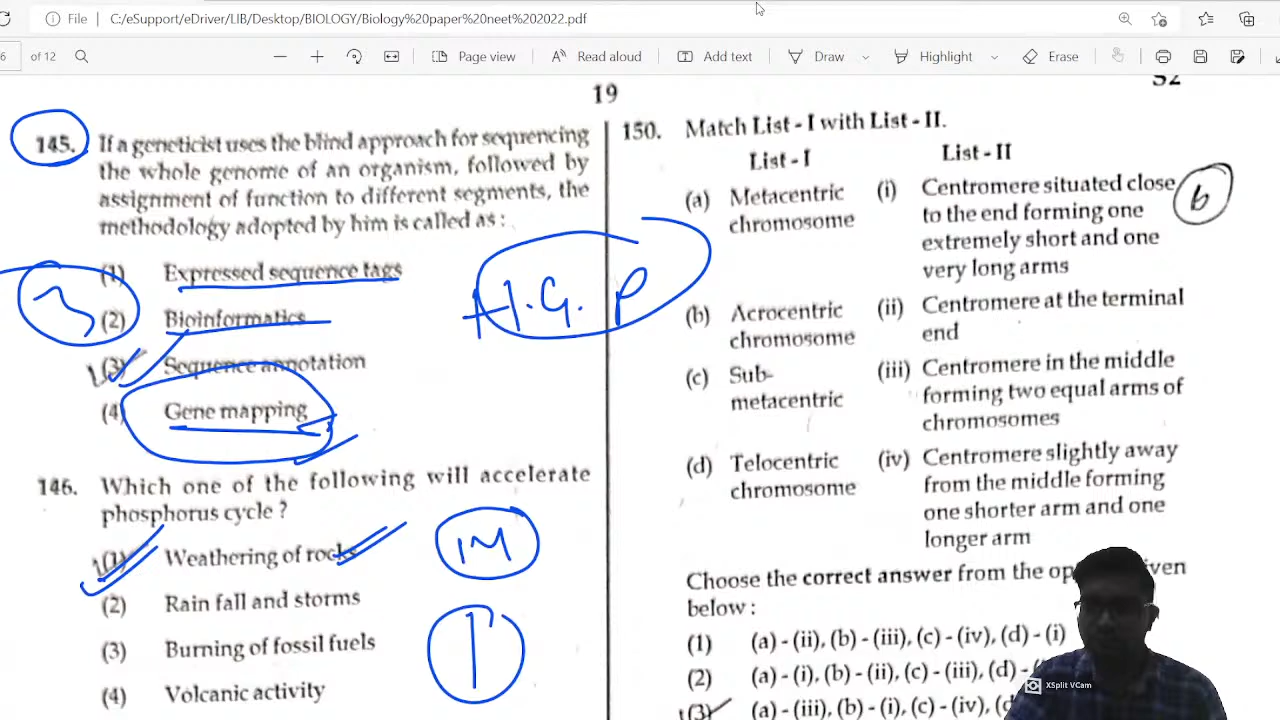 File C:/eSupport/eDriver/LIB/Desktop/BIOLOGY/Biology%20paper%20neet%202022.pdf
6 of 12 Page view Read aloud Add text Draw Highlight Erase
19
S2
145. If a geneticist uses the blind approach for sequencing
the whole genome of an organism, followed by
assignment of function to different segments, the
methodology adopted by him is called as :
(1) Expressed sequence tags
(2) Bioinformatics
(3) Sequence annotation
(4) Gene mapping
3
H.G.P
146. Which one of the following will accelerate
phosphorus cycle ?
(1) Weathering of rocks
(2) Rain fall and storms
(3) Burning of fossil fuels
(4) Volcanic activity
150. Match List - I with List - II.
List - I List - II
(a) Metacentric (i) Centromere situated close
chromosome to the end forming one
extremely short and one
very long arms
6
(b) Acrocentric (ii) Centromere at the terminal
chromosome end
(c) Sub- (iii) Centromere in the middle
metacentric forming two equal arms of
chromosomes
(d) Telocentric (iv) Centromere slightly away
chromosome from the middle forming
one shorter arm and one
longer arm
Choose the correct answer from the
below :
(1) (a) - (ii), (b) - (iii), (c) - (iv), (d) - (i)
(2) (a) - (i), (b) - (ii), (c) - (iii), (d) -
(3) (a) - (iii), (b) - (i), (c) - (iv),
XSplit VCam